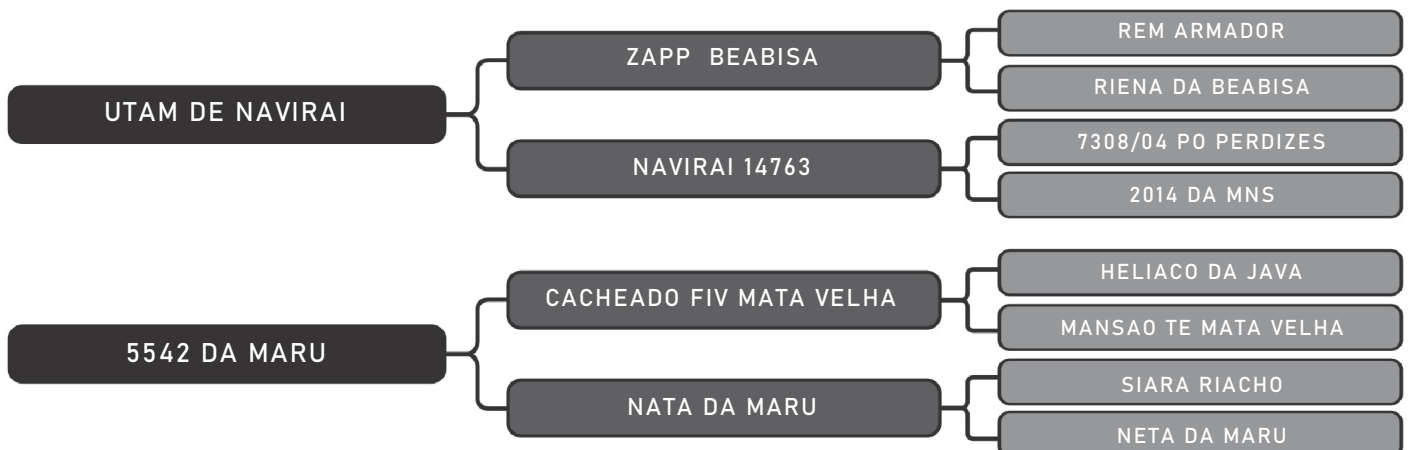 REM ARMADOR
ZAPP BEABISA
RIENA DA BEABISA
UTAM DE NAVIRAI
7308/04 PO PERDIZES
NAVIRAI 14763
2014 DA MNS
HELIACO DA JAVA
CACHEADO FIV MATA VELHA
MANSAO TE MATA VELHA
5542 DA MARU
SIARA RIACHO
NATA DA MARU
NETA DA MARU